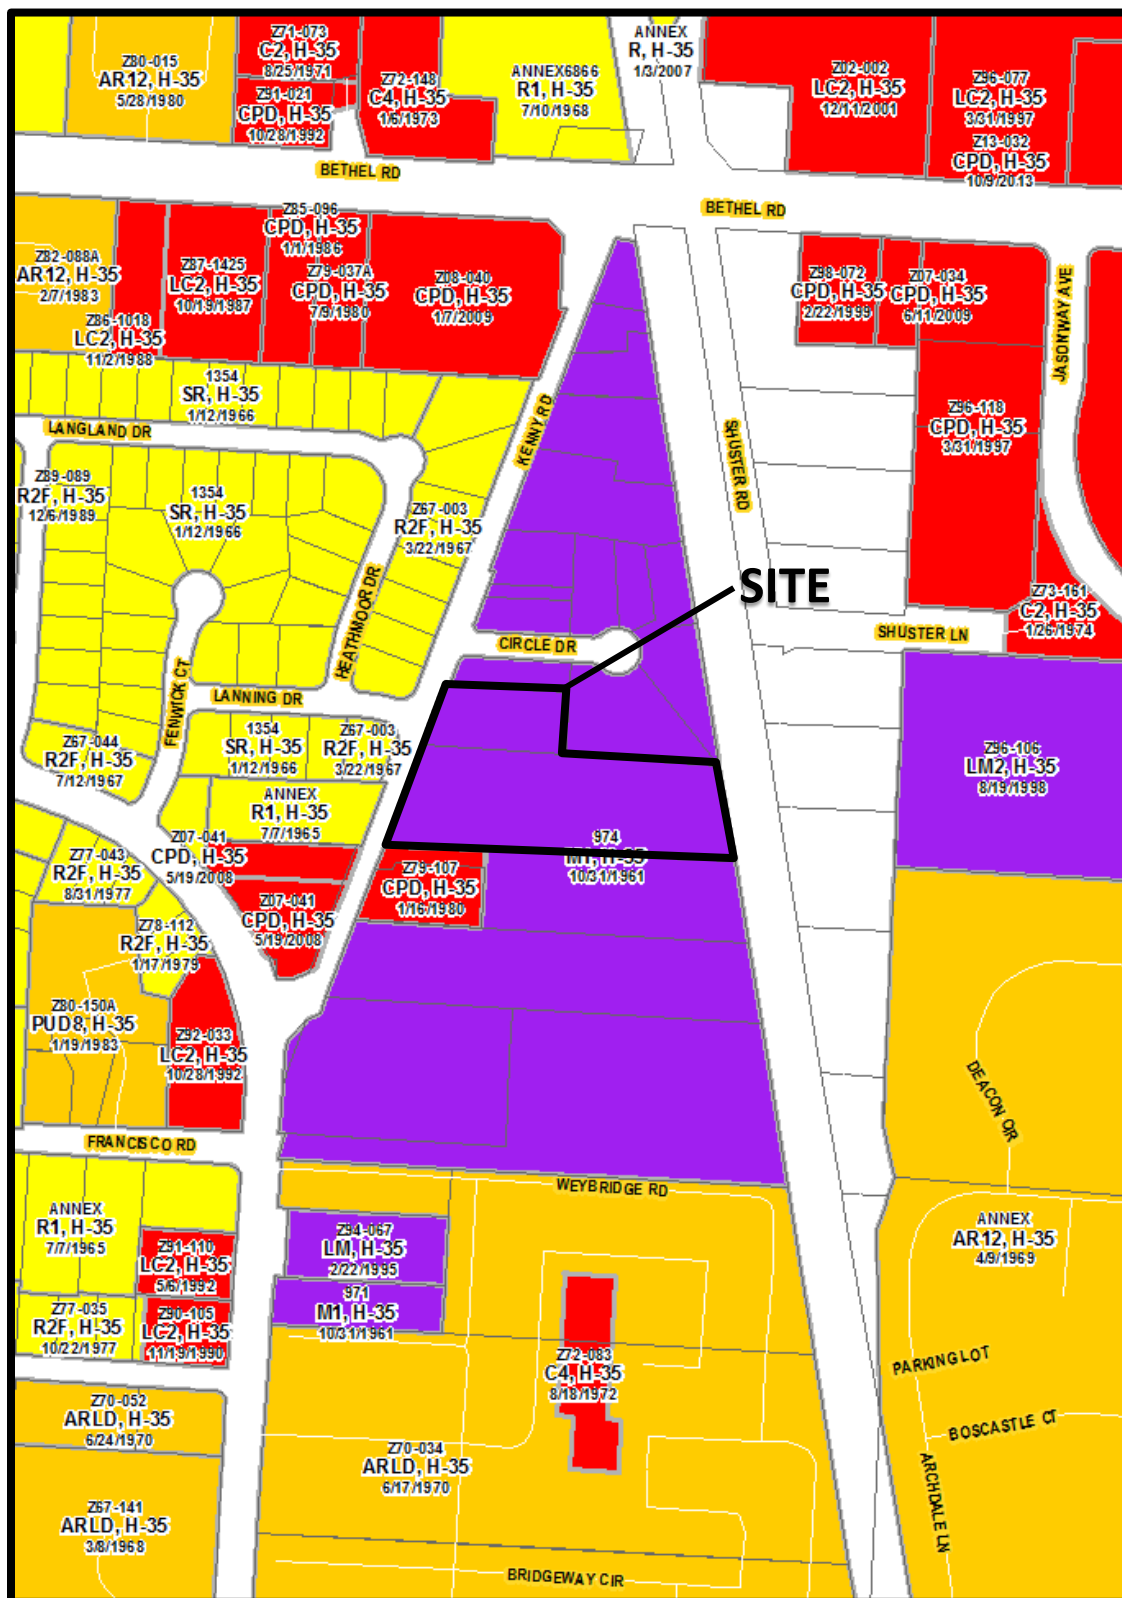 Z80-015
AR12, H-35
5/28/1980
Z71-073
C2, H-35
8/25/1971
Z91-021
CPD, H-35
10/28/1992
Z72-148
C4, H-35
1/6/1973
ANNEX6866
R1, H-35
7/10/1968
ANNEX
R, H-35
1/3/2007
Z02-002
LC2, H-35
12/11/2001
Z96-077
LC2, H-35
3/31/1997
Z13-032
CPD, H-35
10/9/2013
BETHEL RD
BETHEL RD
Z82-088A
AR12, H-35
2/7/1983
Z86-1018
LC2, H-35
11/2/1988
Z87-1425
LC2, H-35
10/19/1987
Z85-096
CPD, H-35
1/1/1986
Z79-037A
CPD, H-35
7/9/1980
Z08-040
CPD, H-35
1/7/2009
Z98-072
CPD, H-35
2/22/1999
Z07-034
CPD, H-35
6/11/2009
JASONWAY AVE
1354
SR, H-35
1/12/1966
LANGLAND DR
KENNY RD
SHUSTER RD
Z96-118
CPD, H-35
3/31/1997
Z89-089
R2F, H-35
12/6/1989
1354
SR, H-35
1/12/1966
Z67-003
R2F, H-35
3/22/1967
HEATHMOOR DR
SITE
Z73-161
C2, H-35
1/26/1974
SHUSTER LN
CIRCLE DR
FENWICK CT
LANNING DR
Z67-044
R2F, H-35
7/12/1967
1354
SR, H-35
1/12/1966
Z67-003
R2F, H-35
3/22/1967
Z96-106
LM2, H-35
8/19/1998
ANNEX
R1, H-35
7/7/1965
974
M1, H-35
10/31/1961
Z07-041
CPD, H-35
5/19/2008
Z77-043
R2F, H-35
8/31/1977
Z79-107
CPD, H-35
1/16/1980
Z07-041
CPD, H-35
5/19/2008
Z78-112
R2F, H-35
1/17/1979
Z80-150A
PUD8, H-35
1/19/1983
Z92-033
LC2, H-35
10/28/1992
DEACON CIR
FRANCISCO RD
WEYBRIDGE RD
ANNEX
R1, H-35
7/7/1965
Z91-110
LC2, H-35
5/6/1992
Z94-067
LM, H-35
2/22/1995
971
M1, H-35
10/31/1961
ANNEX
AR12, H-35
4/9/1969
Z77-035
R2F, H-35
10/22/1977
Z90-105
LC2, H-35
11/19/1990
Z72-083
C4, H-35
8/18/1972
PARKING LOT
BOSCASTLE CT
ARCHDALE LN
Z70-052
ARLD, H-35
6/24/1970
Z70-034
ARLD, H-35
6/17/1970
Z67-141
ARLD, H-35
3/8/1968
BRIDGEWAY CIR